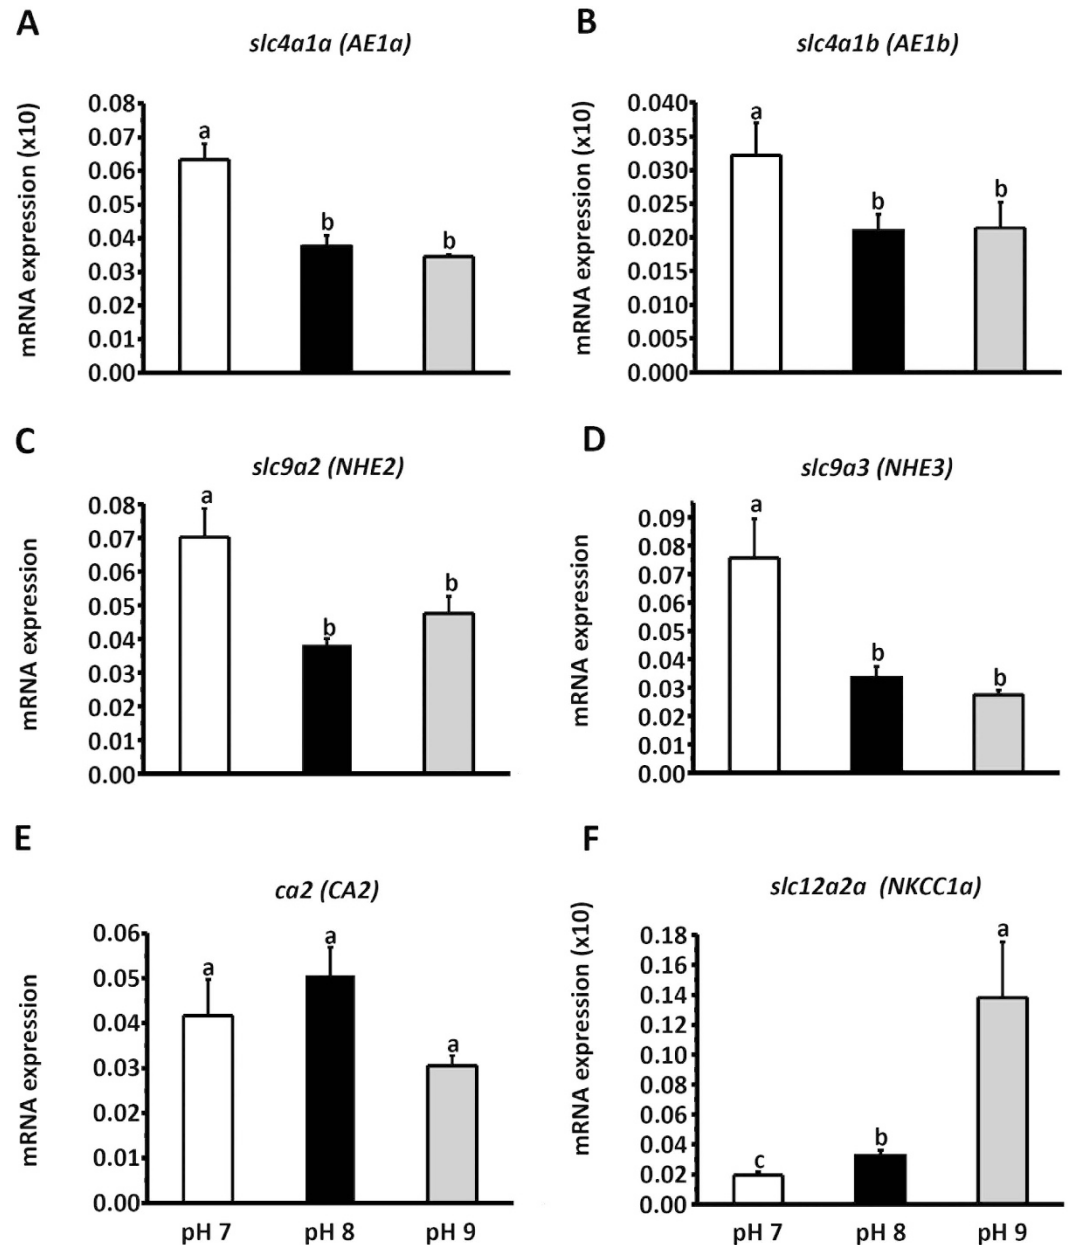 A
slc4a1a (AE1a)
mRNA expression (x10)
0.08
0.07
0.06
0.05
0.04
0.03
0.02
0.01
0.00
a
b
b
B
slc4a1b (AE1b)
mRNA expression (x10)
0.040
0.035
0.030
0.025
0.020
0.015
0.010
0.005
0.000
a
b
b
C
slc9a2 (NHE2)
mRNA expression
0.08
0.07
0.06
0.05
0.04
0.03
0.02
0.01
0.00
a
b
b
D
slc9a3 (NHE3)
mRNA expression
0.09
0.08
0.07
0.06
0.05
0.04
0.03
0.02
0.01
0.00
a
b
b
E
ca2 (CA2)
mRNA expression
0.06
0.05
0.04
0.03
0.02
0.01
0.00
a
a
a
pH 7 pH 8 pH 9
F
slc12a2a (NKCC1a)
mRNA expression (x10)
0.18
0.16
0.14
0.12
0.10
0.08
0.06
0.04
0.02
0.00
c
b
a
pH 7 pH 8 pH 9